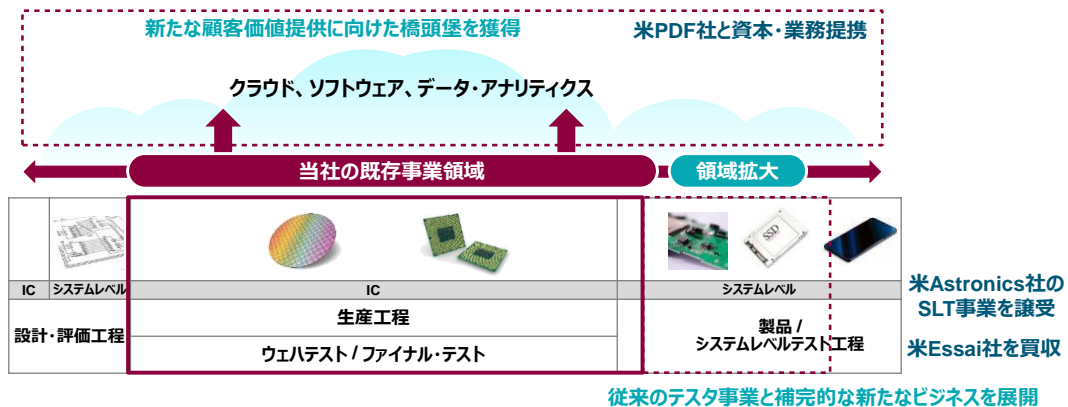 新たな顧客価値提供に向けた橋頭堡を獲得
米PDF社と資本・業務提携
クラウド、ソフトウェア、データ・アナリティクス
当社の既存事業領域
領域拡大
SSD
IC
システムレベル
IC
システムレベル
設計・評価工程
生産工程
ウェハテスト / ファイナル・テスト
製品 /
システムレベルテスト工程
米Astronics社の
SLT事業を譲受
米Essai社を買収
従来のテスタ事業と補完的な新たなビジネスを展開